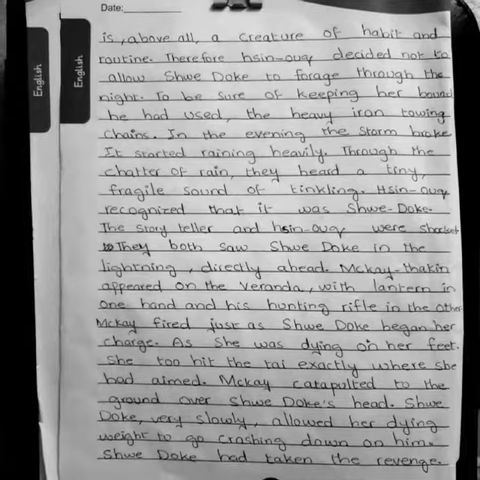 Date:
English
English
is, above all, a creature of habit and
routine. Therefore hsin-ouq decided not to
allow Shwe Doke to forage through the
night. To be sure of keeping her bound
he had used, the heavy iron towing
chains. In the evening the storm broke
It started raining heavily. Through the
chatter of rain, they heard a tiny,
fragile sound of tinkling. Hsin-ouq
recognized that it was Shwe-Doke.
The story teller and hsin-ouq were
They both saw Shwe Doke in the
lightning, directly ahead. Mckay-thakin
appeared on the veranda, with lantern in
one hand and his hunting rifle in the other
Mckay fired just as Shwe Doke began her
charge. As she was dying on her feet.
She too hit the tai exactly where she
had aimed. Mckay catapulted to the
ground over Shwe Doke's head. Shwe
Doke, very slowly, allowed her dying
weight to go crashing down on him.
Shwe Doke had taken the revenge.